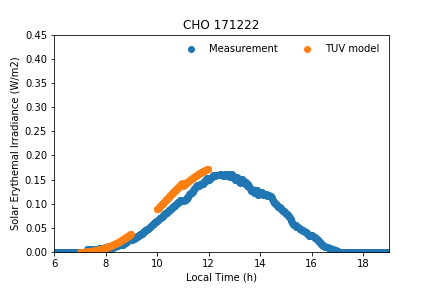 CHO 171222
Measurement TUV model
Solar Erythemal Irradiance (W/m2)
0.45
0.40
0.35
0.30
0.25
0.20
0.15
0.10
0.05
0.00
6 8 10 12 14 16 18
Local Time (h)